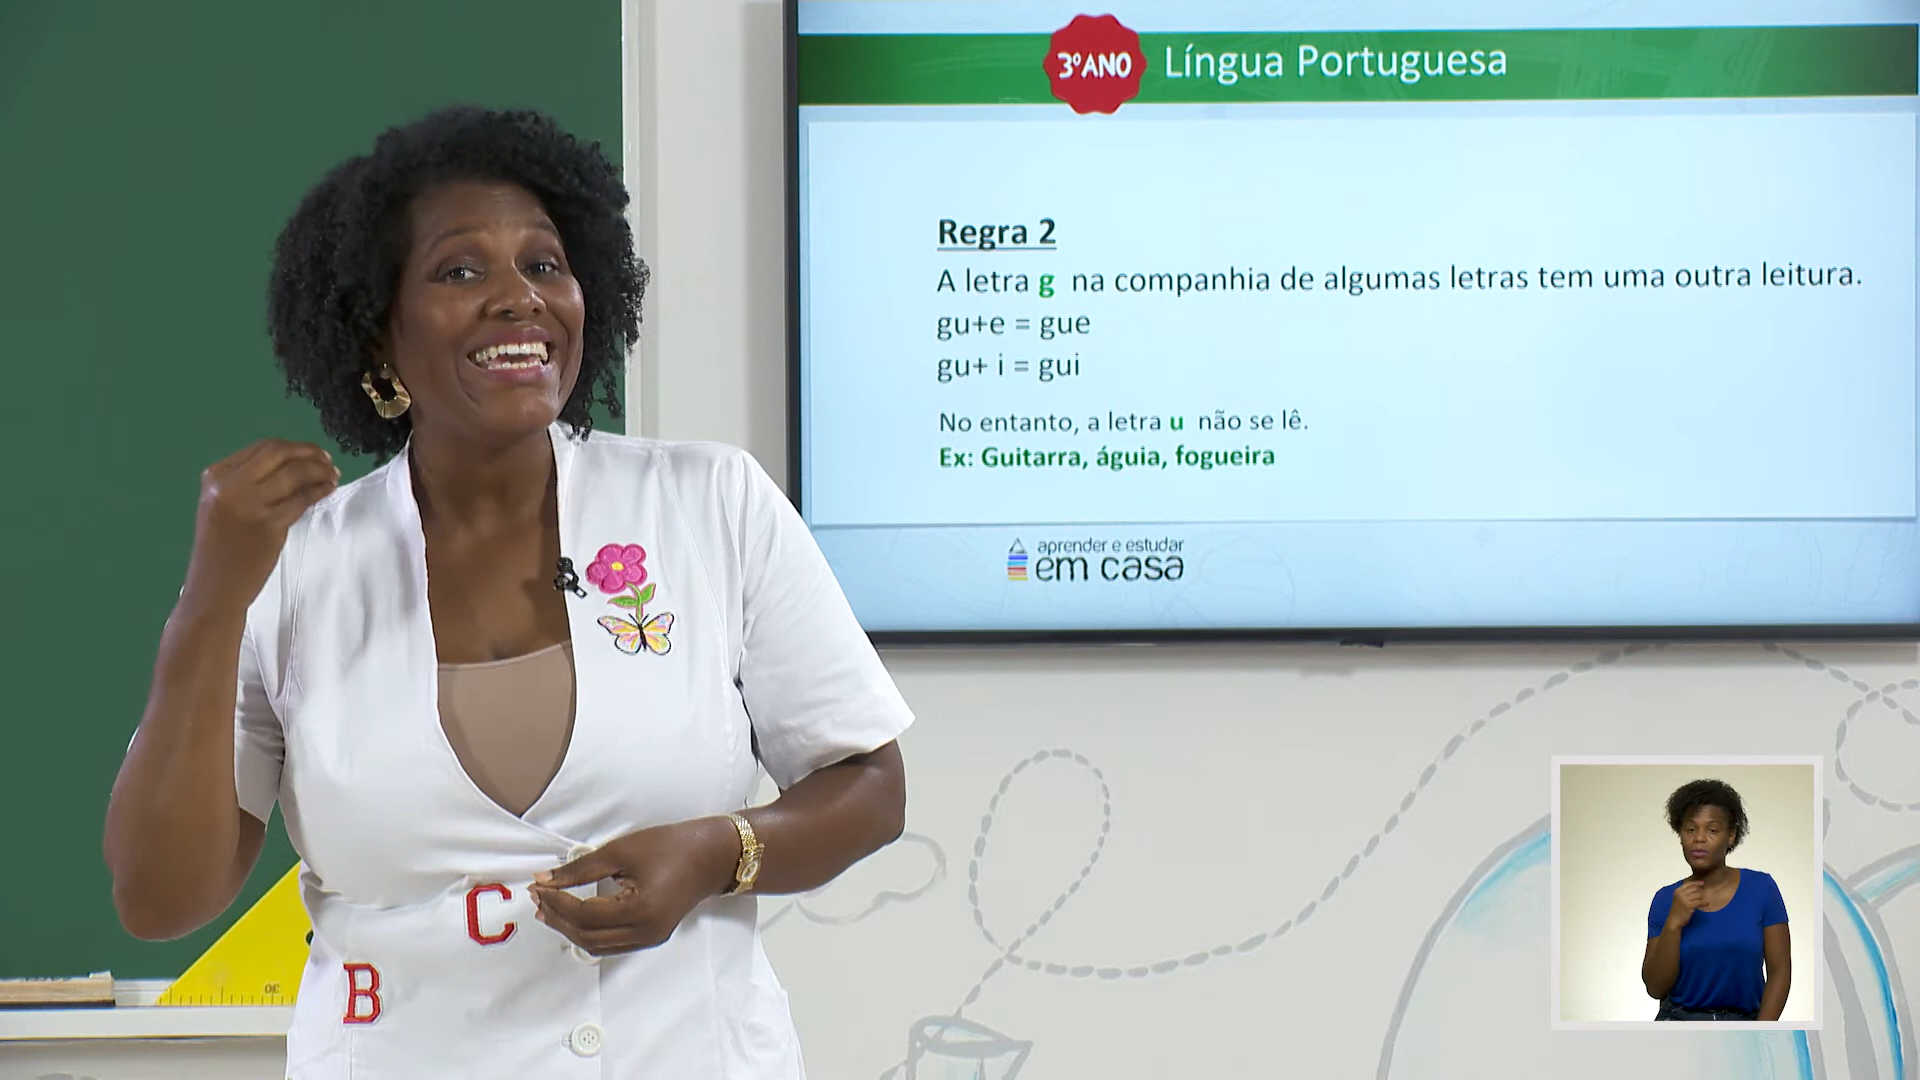 3ºANO Língua Portuguesa
Regra 2
A letra g na companhia de algumas letras tem uma outra leitura.
gu+e = gue
gu+ i = gui
No entanto, a letra u não se lê.
Ex: Guitarra, águia, fogueira
aprender e estudar
em casa
C
B